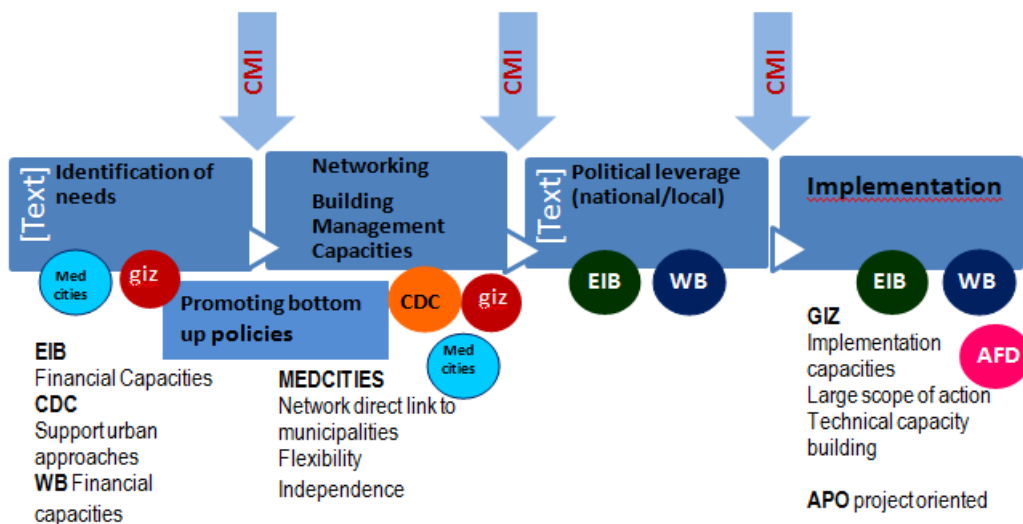 CMI
CMI
CMI
[Text]
Identification of
needs
Networking
Building
Management
Capacities
[Text]
Political leverage
(national/local)
Implementation
Med
cities
giz
Promoting bottom
up policies
CDC
giz
Med
cities
EIB
WB
EIB
WB
AFD
EIB
Financial Capacities
CDC
Support urban
approaches
WB Financial
capacities
MEDCITIES
Network direct link to
municipalities
Flexibility
Independence
GIZ
Implementation
capacities
Large scope of action
Technical capacity
building
APO project oriented